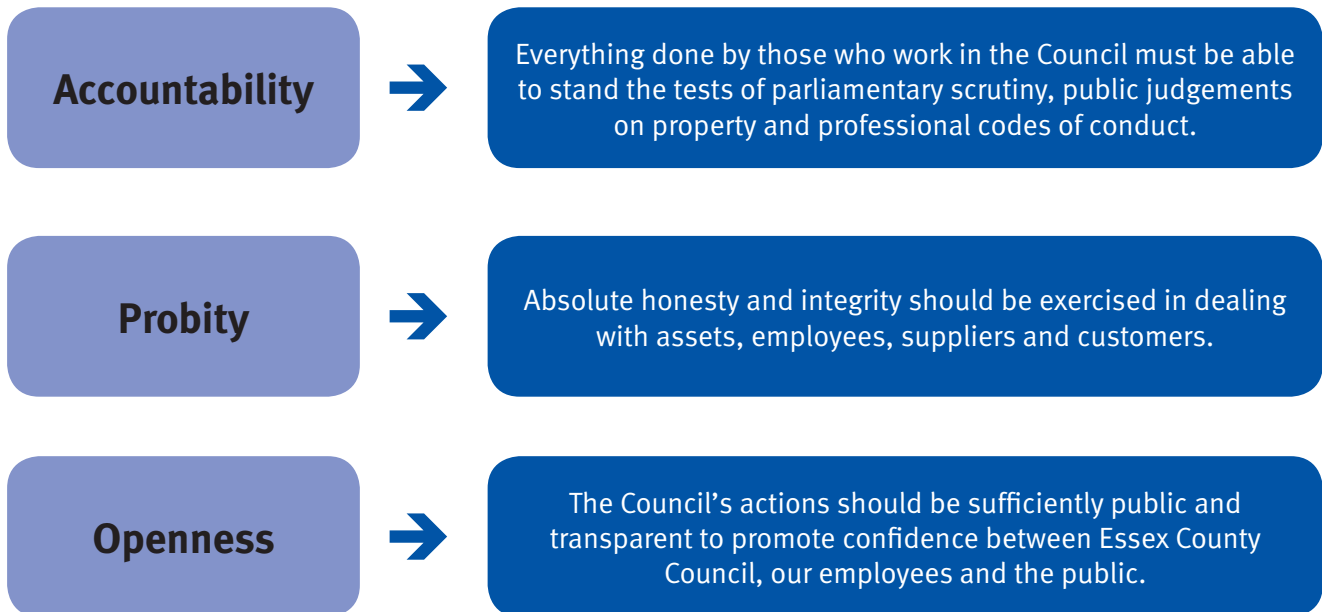 Accountability
Everything done by those who work in the Council must be able
to stand the tests of parliamentary scrutiny, public judgements
on property and professional codes of conduct.
Probity
Absolute honesty and integrity should be exercised in dealing
with assets, employees, suppliers and customers.
Openness
The Council’s actions should be sufficiently public and
transparent to promote confidence between Essex County
Council, our employees and the public.